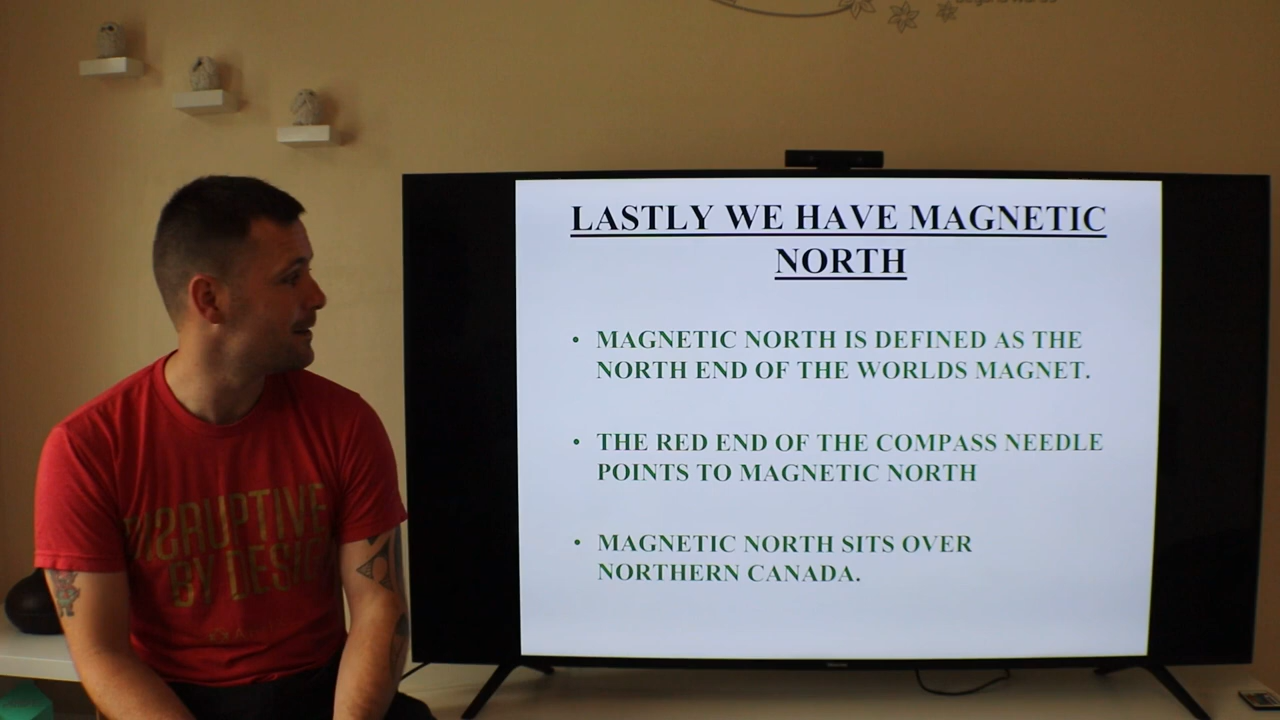 LASTLY WE HAVE MAGNETIC
NORTH
• MAGNETIC NORTH IS DEFINED AS THE
NORTH END OF THE WORLDS MAGNET.
• THE RED END OF THE COMPASS NEEDLE
POINTS TO MAGNETIC NORTH
• MAGNETIC NORTH SITS OVER
NORTHERN CANADA.
DISRUPTIVE
BY DESIGN